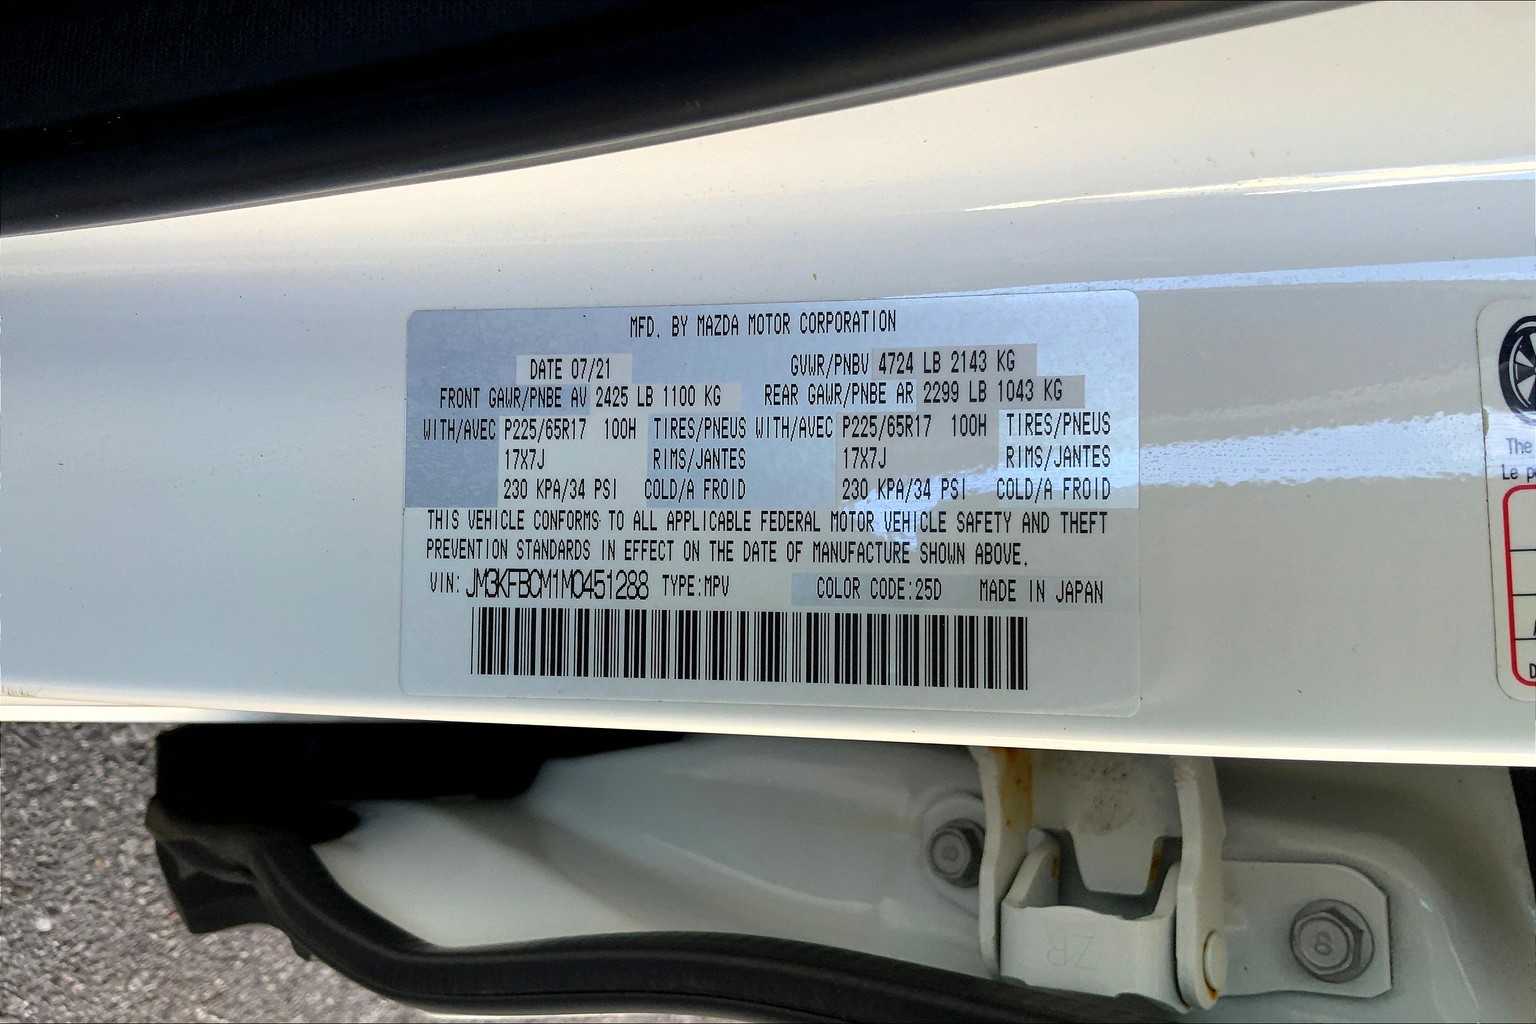 MFD. BY MAZDA MOTOR CORPORATION
DATE 07/21 GVWR/PNBV 4724 LB 2143 KG
FRONT GAWR/PNBE AV 2425 LB 1100 KG REAR GAWR/PNBE AR 2299 LB 1043 KG
WITH/AVEC P225/65R17 100H TIRES/PNEUS WITH/AVEC P225/65R17 100H TIRES/PNEUS
17X7J RIMS/JANTES 17X7J RIMS/JANTES
230 KPA/34 PSI COLD/A FROID 230 KPA/34 PSI COLD/A FROID
THIS VEHICLE CONFORMS TO ALL APPLICABLE FEDERAL MOTOR VEHICLE SAFETY AND THEFT
PREVENTION STANDARDS IN EFFECT ON THE DATE OF MANUFACTURE SHOWN ABOVE.
VIN: JM3KFBCM1M0451288 TYPE:MPV COLOR CODE:25D MADE IN JAPAN
The
Le
8
8
ZR